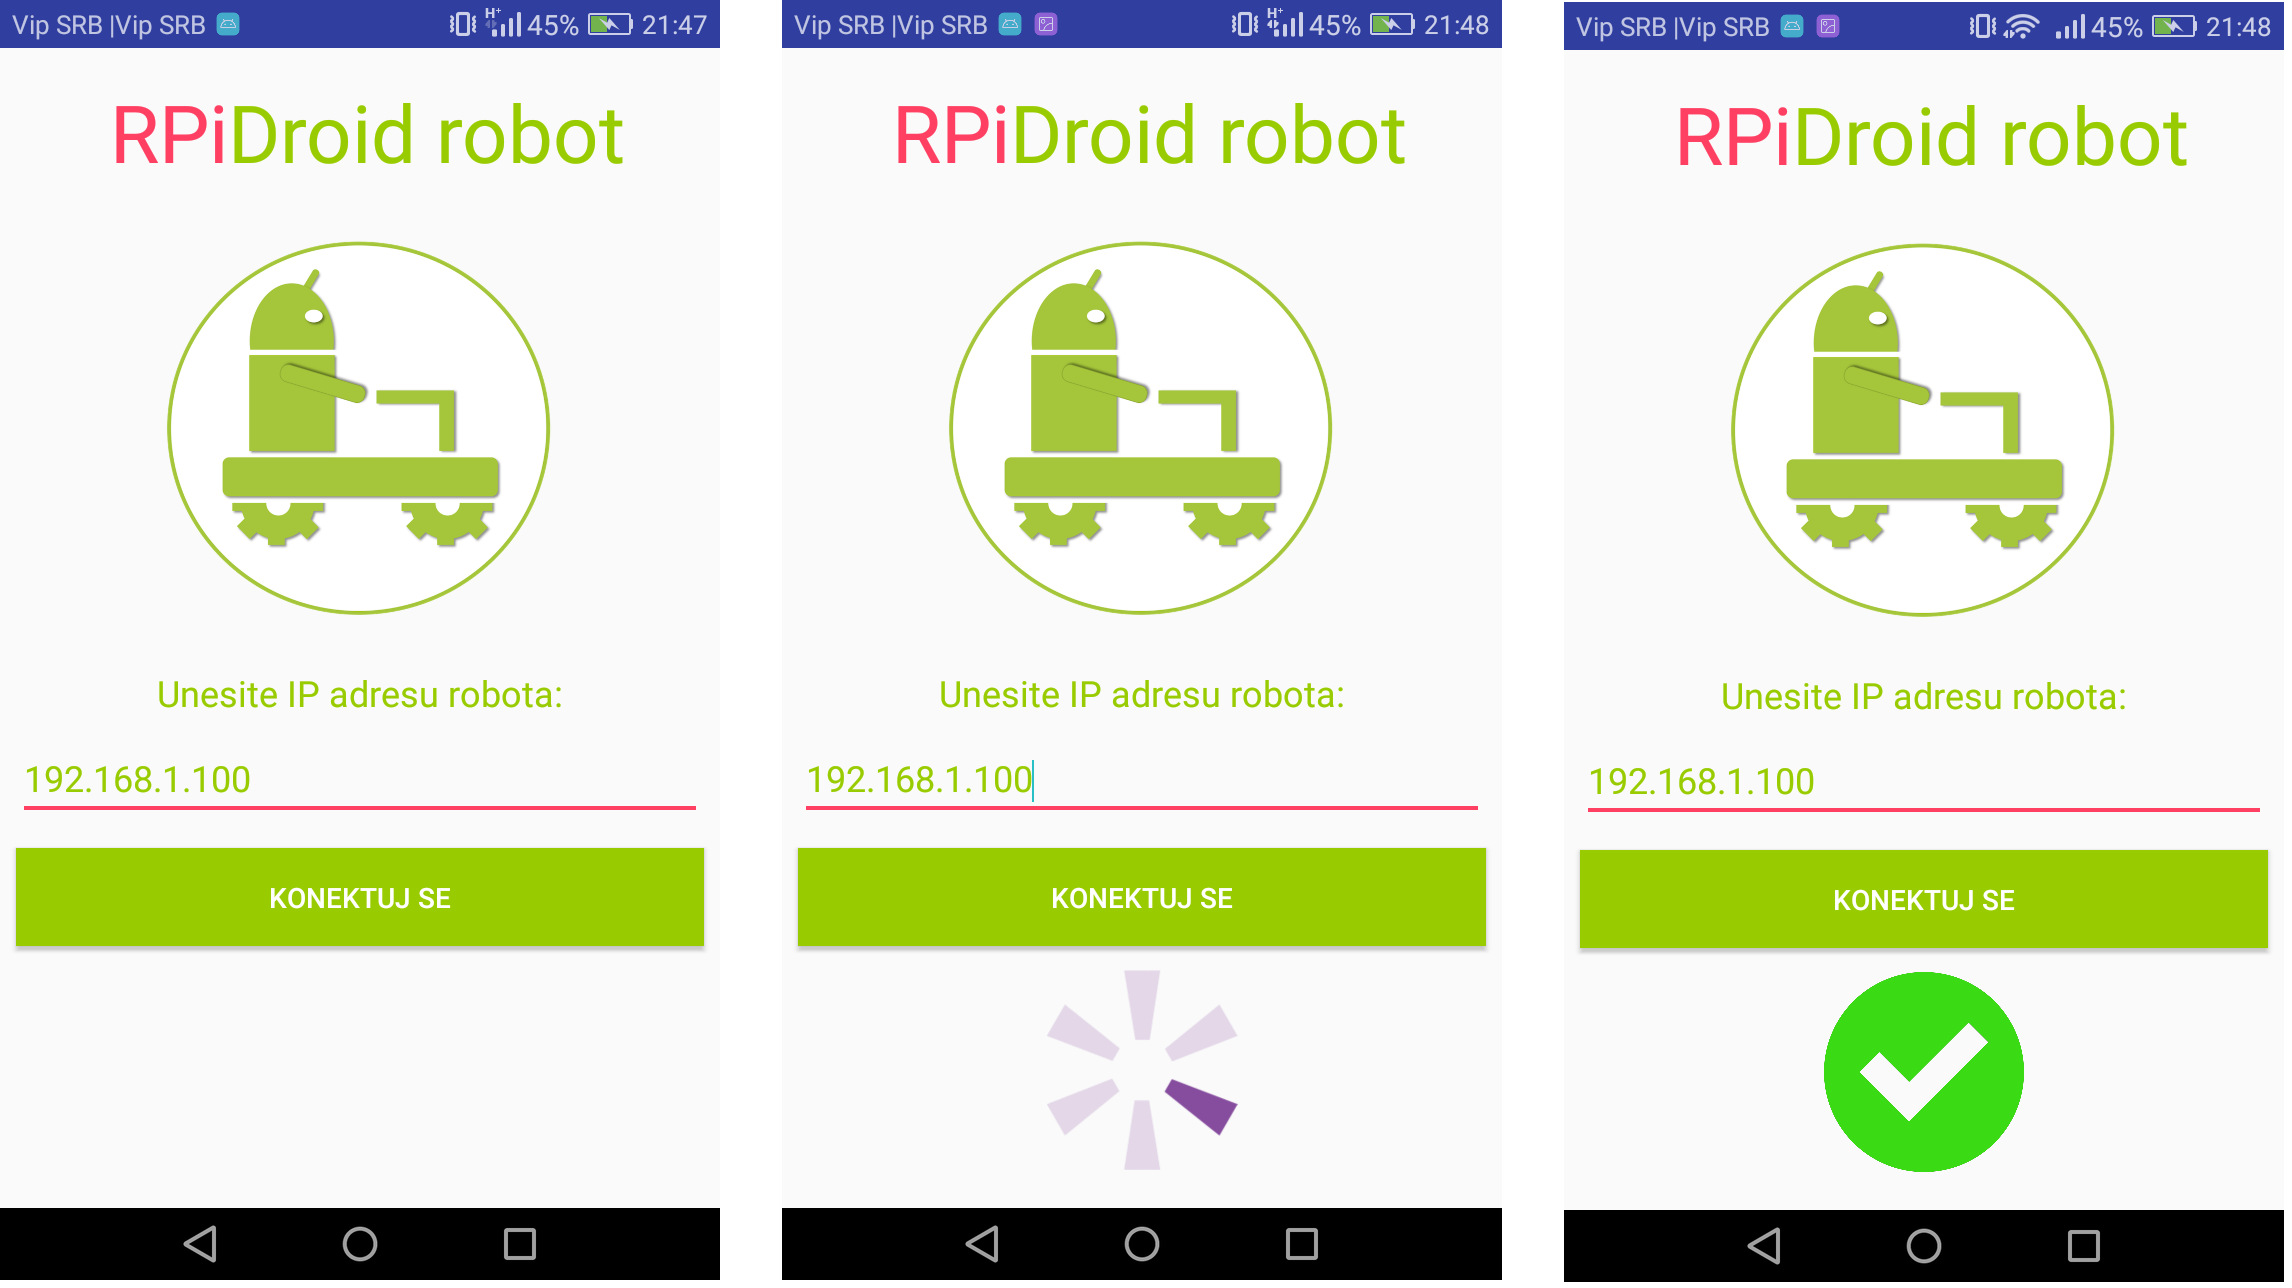 Vip SRB |Vip SRB H+ 45% 21:47
RPiDroid robot
Unesite IP adresu robota:
192.168.1.100
KONEKTUJ SE
Vip SRB |Vip SRB H+ 45% 21:48
RPiDroid robot
Unesite IP adresu robota:
192.168.1.100
KONEKTUJ SE
Vip SRB |Vip SRB 45% 21:48
RPiDroid robot
Unesite IP adresu robota:
192.168.1.100
KONEKTUJ SE